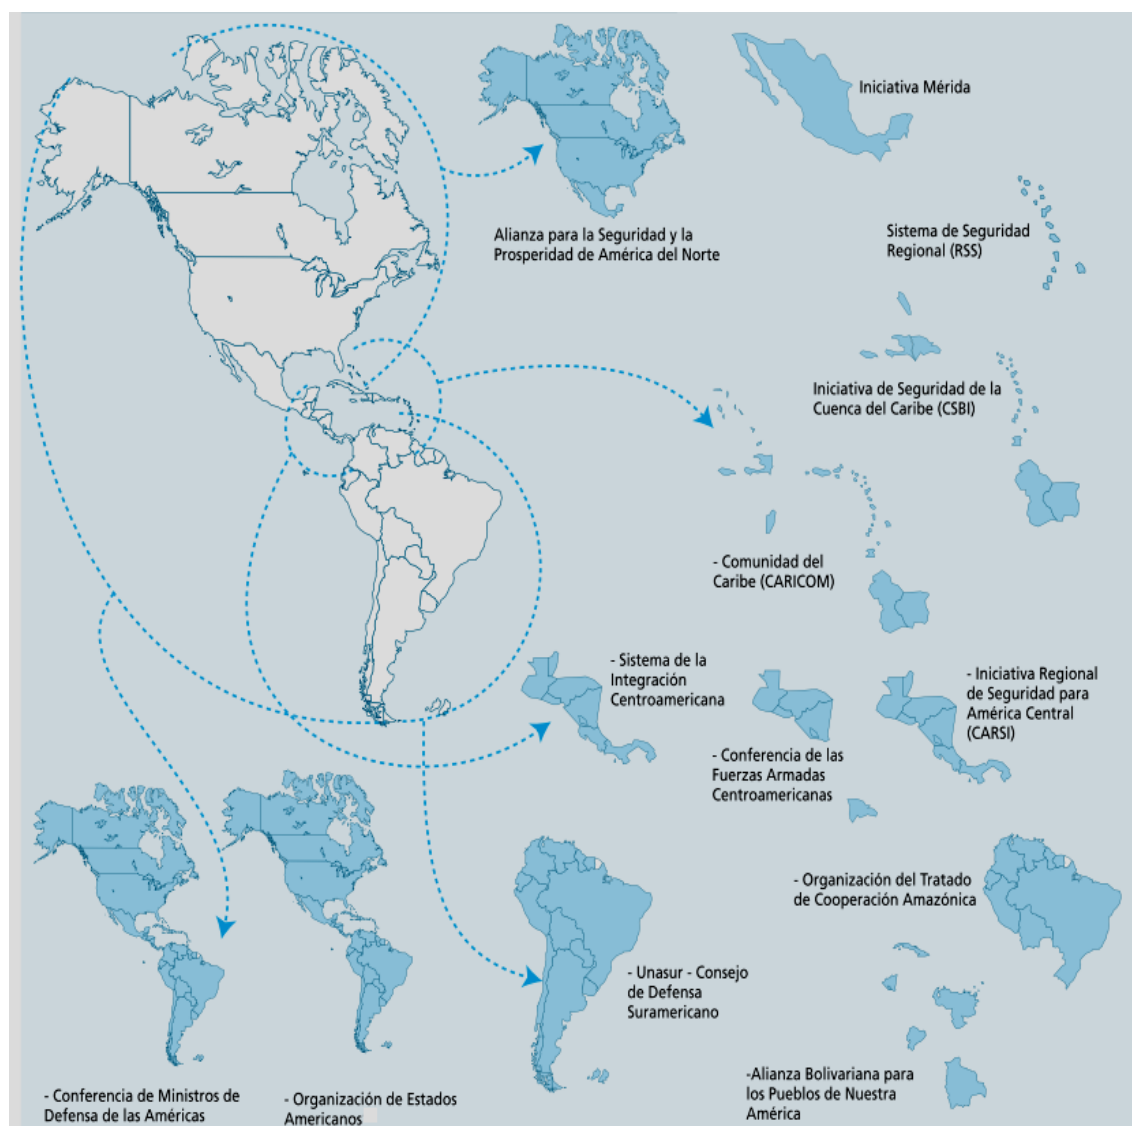 Iniciativa Mérida
Alianza para la Seguridad y la
Prosperidad de América del Norte
Sistema de Seguridad
Regional (RSS)
Iniciativa de Seguridad de la
Cuenca del Caribe (CSBI)
- Comunidad del
Caribe (CARICOM)
- Sistema de la
Integración
Centroamericana
- Iniciativa Regional
de Seguridad para
América Central
(CARSI)
- Conferencia de las
Fuerzas Armadas
Centroamericanas
- Organización del Tratado
de Cooperación Amazónica
- Unasur - Consejo
de Defensa
Suramericano
-Alianza Bolivariana para
los Pueblos de Nuestra
América
- Conferencia de Ministros de
Defensa de las Américas
- Organización de Estados
Americanos